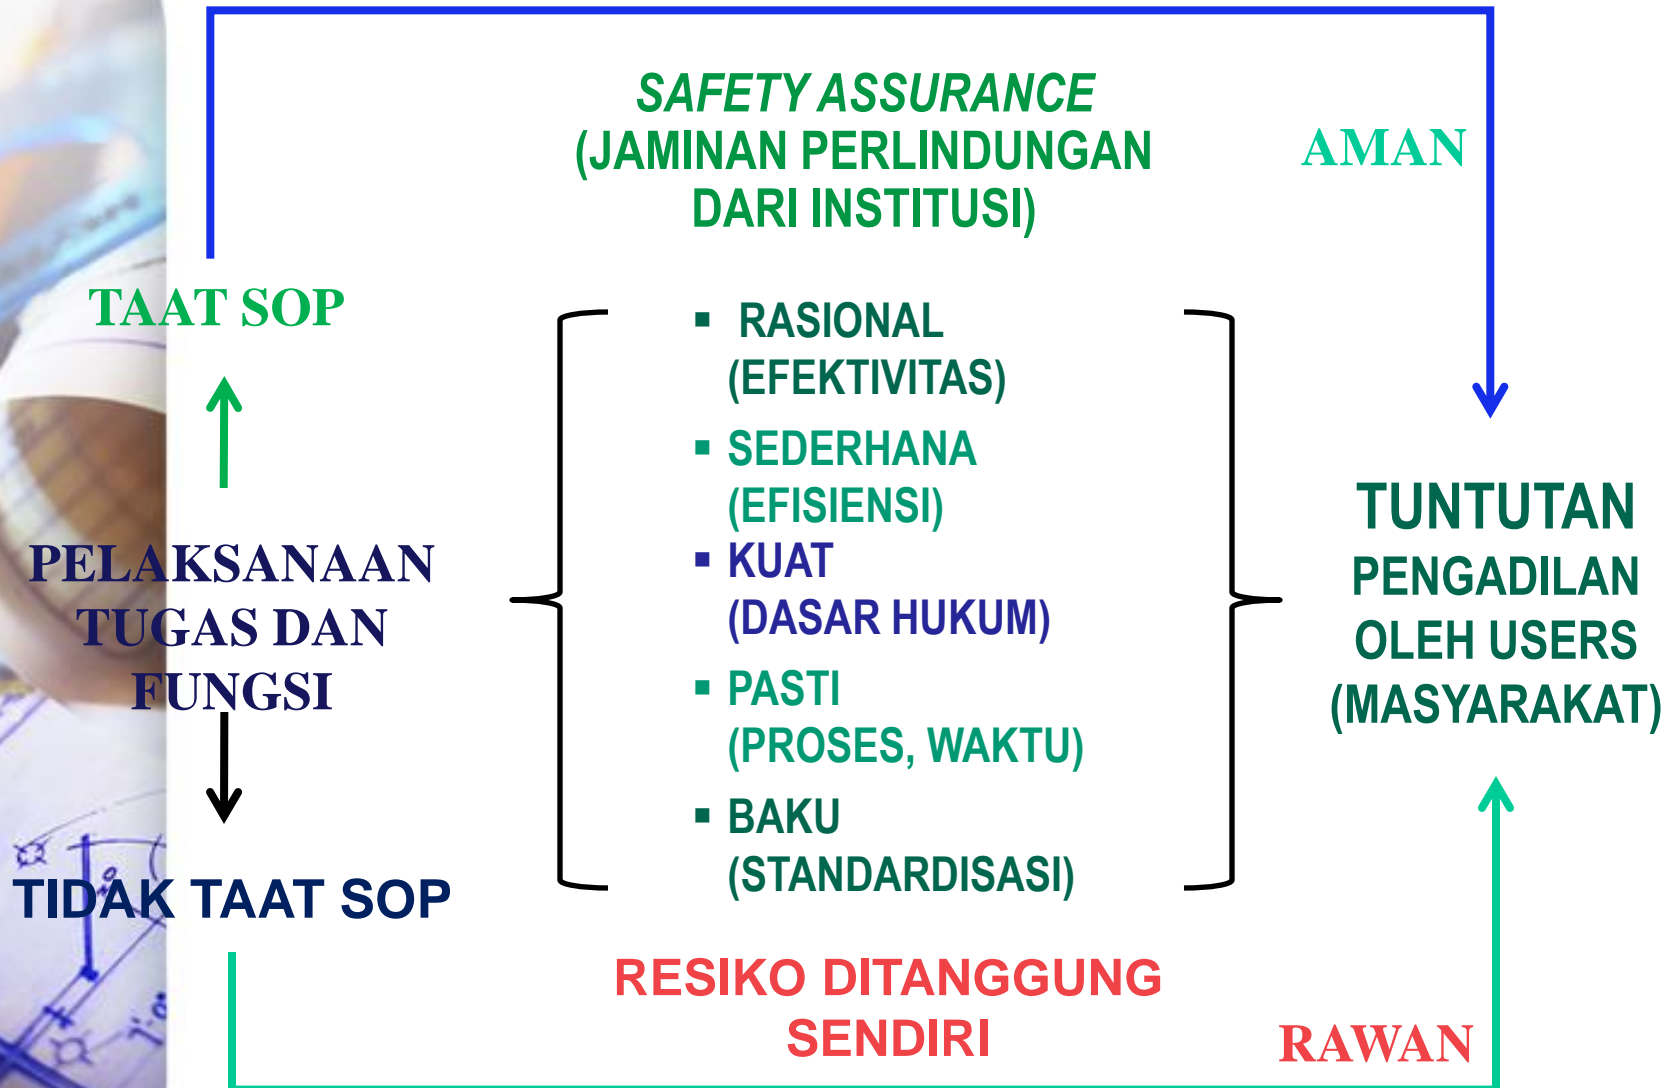 SAFETY ASSURANCE
(JAMINAN PERLINDUNGAN
DARI INSTITUSI)
AMAN
TAAT SOP
PELAKSANAAN
TUGAS DAN
FUNGSI
TIDAK TAAT SOP
▪ RASIONAL
(EFEKTIVITAS)
▪ SEDERHANA
(EFISIENSI)
▪ KUAT
(DASAR HUKUM)
▪ PASTI
(PROSES, WAKTU)
▪ BAKU
(STANDARDISASI)
TUNTUTAN
PENGADILAN
OLEH USERS
(MASYARAKAT)
RESIKO DITANGGUNG
SENDIRI
RAWAN